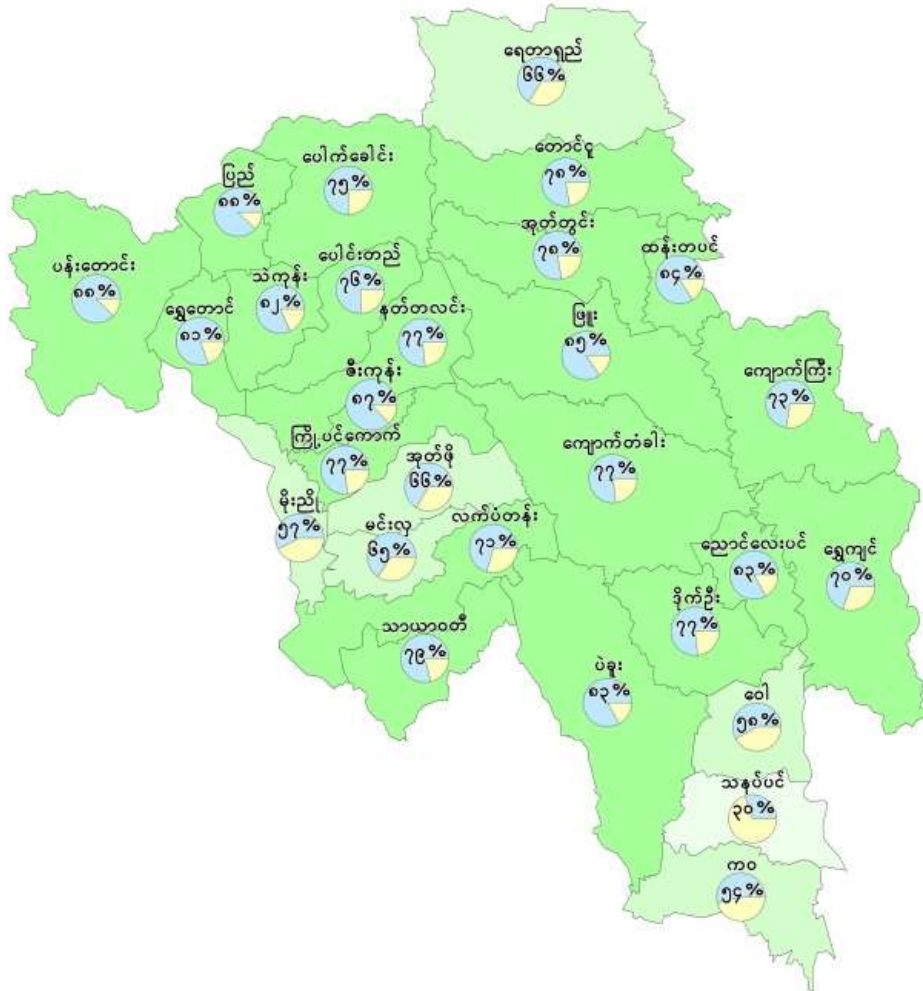 ရေတာရှည်
၆၆%
တောင်ငူ
၇၈%
ပေါက်ခေါင်း
၇၅%
ပြည်
၈၈%
အုတ်တွင်း
၇၈%
ထန်းတပင်
၈၄%
ပန်းတောင်း
၈၈%
သဲကုန်း
၈၂%
ပေါင်းတည်
၇၆%
ရွှေတောင်
၈၁%
နတ်တလင်း
၇၇%
ဖြူး
၈၅%
ကျောက်ကြီး
၇၃%
ဇီးကုန်း
၈၇%
ကြို့ပင်ကောက်
၇၇%
အုတ်ဖို
၆၆%
ကျောက်တံခါး
၇၇%
မိုးညို
၅၇%
မင်းလှ
၆၅%
လက်ပံတန်း
၇၁%
ညောင်လေးပင်
၈၃%
ရွှေကျင်
၇၀%
ဒိုက်ဦး
၇၇%
သာယာဝတီ
၇၉%
ပဲခူး
၈၃%
ဝေါ
၅၈%
သနပ်ပင်
၃၀%
ကဝ
၅၄%